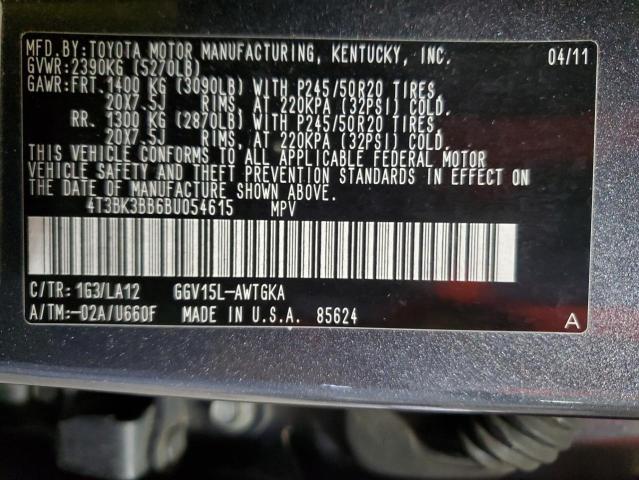 MFD.BY:TOYOTA MOTOR MANUFACTURING, KENTUCKY, INC. 04/11
GVWR:2390KG (5270LB)
GAWR:FRT.1400 KG (3090LB) WITH P245/50R20 TIRES,
20X7.5J RIMS, AT 220KPA (32PSI) COLD.
RR. 1300 KG (2870LB) WITH P245/50R20 TIRES,
20X7.5J RIMS, AT 220KPA (32PSI) COLD.
THIS VEHICLE CONFORMS TO ALL APPLICABLE FEDERAL MOTOR
VEHICLE SAFETY AND THEFT PREVENTION STANDARDS IN EFFECT ON
THE DATE OF MANUFACTURE SHOWN ABOVE.
4T3BK3BB6BU054615 MPV
C/TR: 1G3/LA12 GGV15L-AWTGKA
A/TM:-02A/U660F MADE IN U.S.A. 85624 A